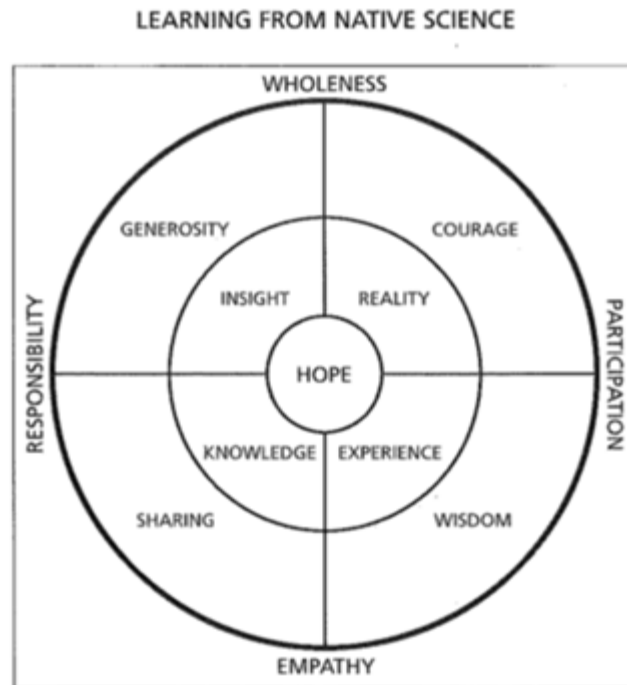 LEARNING FROM NATIVE SCIENCE
WHOLENESS
GENEROSITY
COURAGE
INSIGHT
REALITY
RESPONSIBILITY
HOPE
PARTICIPATION
KNOWLEDGE
EXPERIENCE
SHARING
WISDOM
EMPATHY